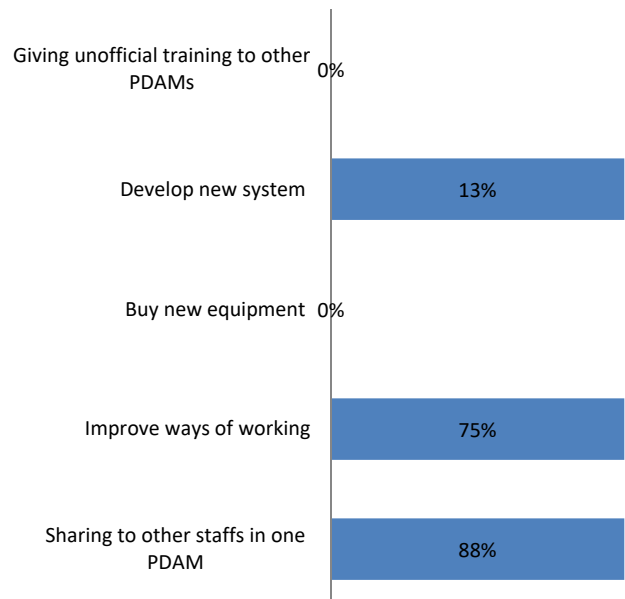 Giving unofficial training to other
PDAMs
0%
Develop new system
13%
Buy new equipment
0%
Improve ways of working
75%
Sharing to other staffs in one
PDAM
88%